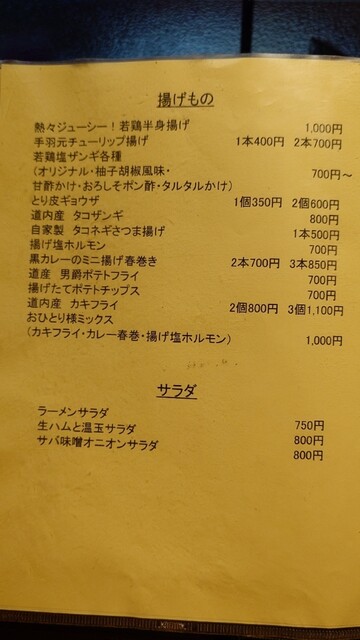 揚げもの
熱々ジューシー！若鶏半身揚げ 1,000円
手羽元チューリップ揚げ 1本400円 2本700円
若鶏塩ザンギ各種
（オリジナル・柚子胡椒風味・ 700円～
甘酢かけ・おろしそポン酢・タルタルかけ）
とり皮ギョウザ 1個350円 2個600円
道内産 タコザンギ 800円
自家製 タコネギさつま揚げ 1本500円
揚げ塩ホルモン 700円
黒カレーのミニ揚げ春巻き 2本700円 3本850円
道産 男爵ポテトフライ 700円
揚げたてポテトチップス 700円
道内産 カキフライ 2個800円 3個1,100円
おひとり様ミックス
（カキフライ・カレー春巻・揚げ塩ホルモン） 1,000円
サラダ
ラーメンサラダ 750円
生ハムと温玉サラダ 800円
サバ味噌オニオンサラダ 800円